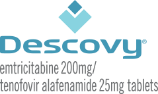 Descovy®
emtricitabine 200mg/
tenofovir alafenamide 25mg tablets